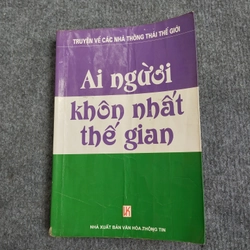 TRUYỆN VỀ CÁC NHÀ THÔNG THÁI THẾ GIỚI
Ai người
khôn nhất
thế gian
NHÀ XUẤT BẢN VĂN HÓA THÔNG TIN